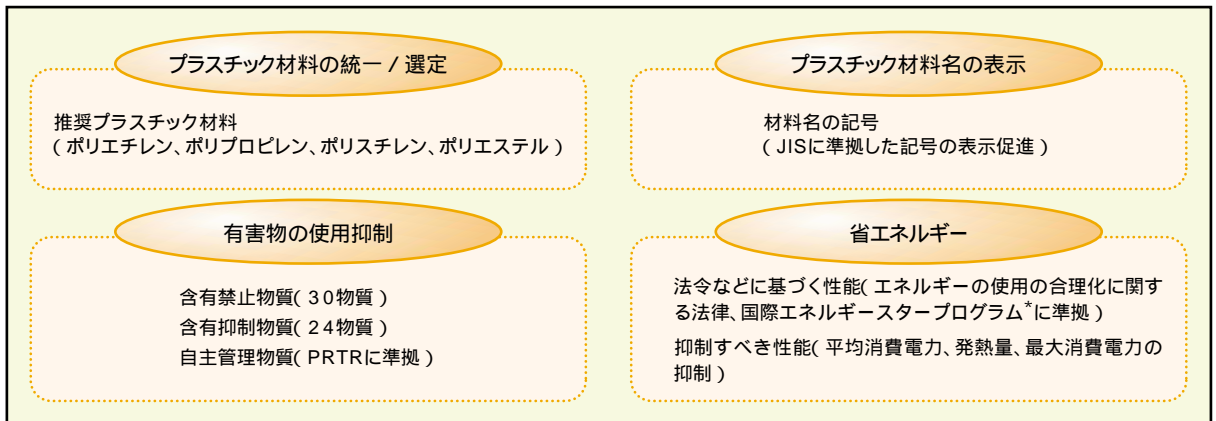 プラスチック材料の統一 / 選定
推奨プラスチック材料
( ポリエチレン、ポリプロピレン、ポリスチレン、ポリエステル )
プラスチック材料名の表示
材料名の記号
( JISに準拠した記号の表示促進 )
有害物の使用抑制
含有禁止物質( 30物質 )
含有抑制物質( 24物質 )
自主管理物質( PRTRに準拠 )
省エネルギー
法令などに基づく性能( エネルギーの使用の合理化に関す
る法律、国際エネルギースタープログラム*に準拠 )
抑制すべき性能( 平均消費電力、発熱量、最大消費電力の
抑制 )